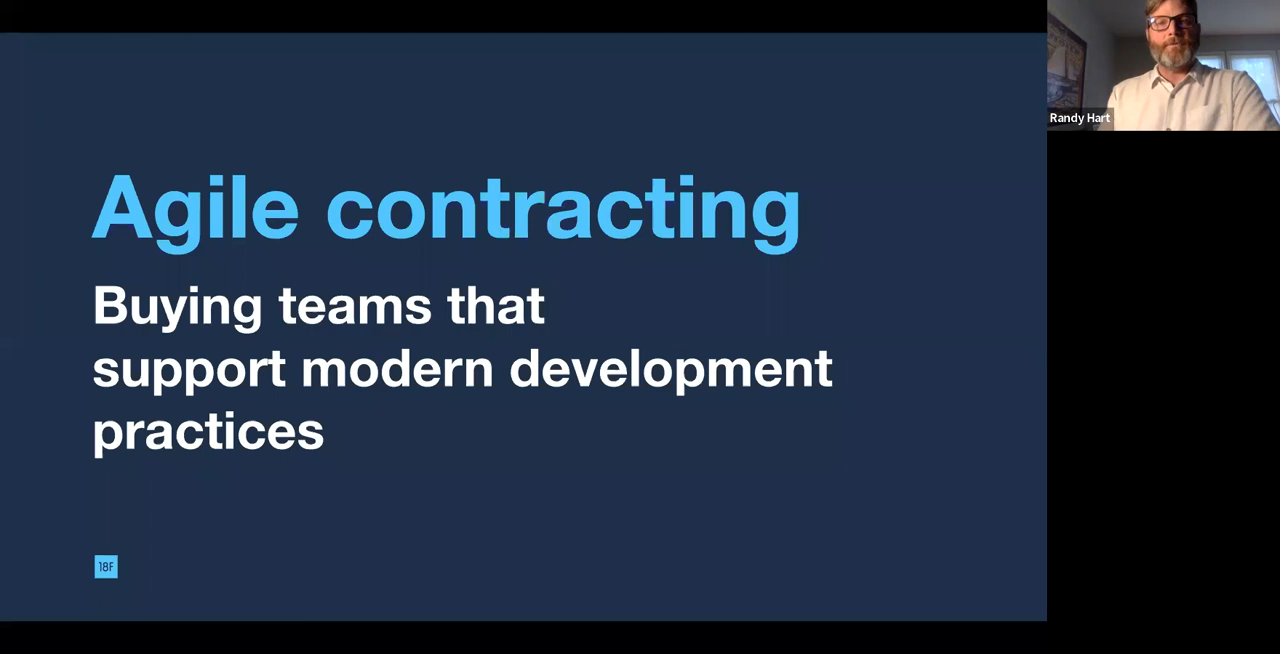 Agile contracting
Buying teams that
support modern development
practices
18F
Randy Hart